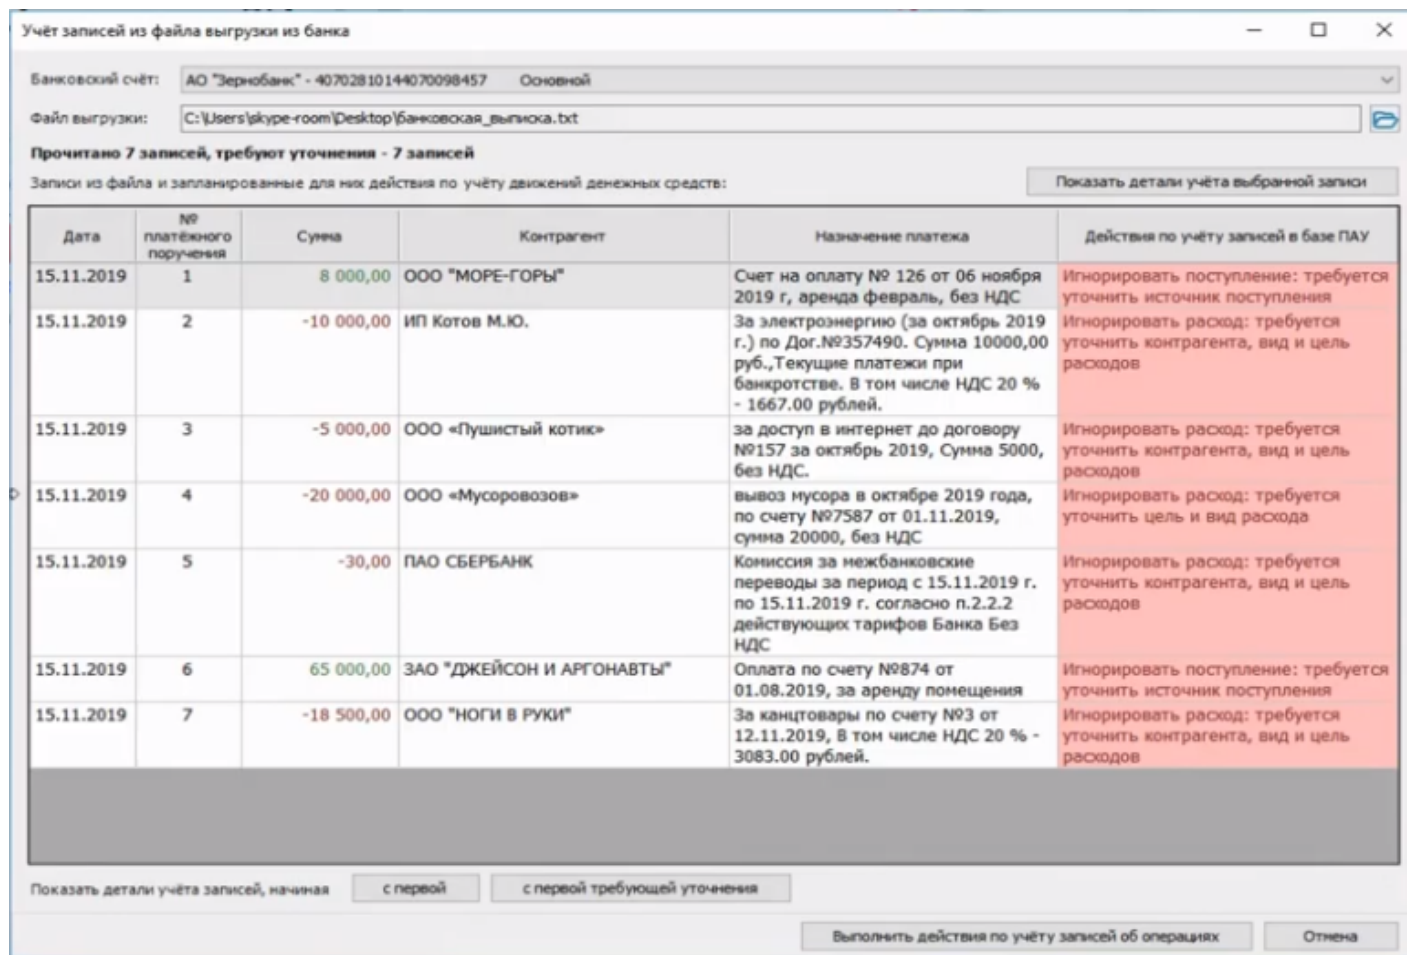 Учёт записей из файла выгрузки из банка
Банковский счёт: АО "Зернобанк" - 40702810144070098457 Основной
Файл выгрузки: C:\Users\skype-room\Desktop\банковская_выписка.txt
Прочитано 7 записей, требуют уточнения - 7 записей
Записи из файла и запланированные для них действия по учёту движений денежных средств:
Показать детали учёта выбранной записи
Дата
№
платёжного
поручения
Сумма
Контрагент
Назначение платежа
Действия по учёту записей в базе ПАУ
15.11.2019 1 8 000,00 ООО "МОРЕ-ГОРЫ"
Счет на оплату № 126 от 06 ноября
2019 г, аренда февраль, без НДС
Игнорировать поступление: требуется
уточнить источник поступления
15.11.2019 2 -10 000,00 ИП Котов М.Ю.
За электроэнергию (за октябрь 2019
г.) по Дог.№357490. Сумма 10000,00
руб.,Текущие платежи при
банкротстве. В том числе НДС 20 %
- 1667.00 рублей.
Игнорировать расход: требуется
уточнить контрагента, вид и цель
расходов
15.11.2019 3 -5 000,00 ООО «Пушистый котик»
за доступ в интернет до договору
№157 за октябрь 2019, Сумма 5000,
без НДС.
Игнорировать расход: требуется
уточнить контрагента, вид и цель
расходов
15.11.2019 4 -20 000,00 ООО «Мусоровозов»
вывоз мусора в октябре 2019 года,
по счету №7587 от 01.11.2019,
сумма 20000, без НДС
Игнорировать расход: требуется
уточнить цель и вид расхода
15.11.2019 5 -30,00 ПАО СБЕРБАНК
Комиссия за межбанковские
переводы за период с 15.11.2019 г.
по 15.11.2019 г. согласно п.2.2.2
действующих тарифов Банка Без
НДС
Игнорировать расход: требуется
уточнить контрагента, вид и цель
расходов
15.11.2019 6 65 000,00 ЗАО "ДЖЕЙСОН И АРГОНАВТЫ"
Оплата по счету №874 от
01.08.2019, за аренду помещения
Игнорировать поступление: требуется
уточнить источник поступления
15.11.2019 7 -18 500,00 ООО "НОГИ В РУКИ"
За канцтовары по счету №3 от
12.11.2019, В том числе НДС 20 % -
3083.00 рублей.
Игнорировать расход: требуется
уточнить контрагента, вид и цель
расходов
Показать детали учёта записей, начиная с первой с первой требующей уточнения
Выполнить действия по учёту записей об операциях Отмена